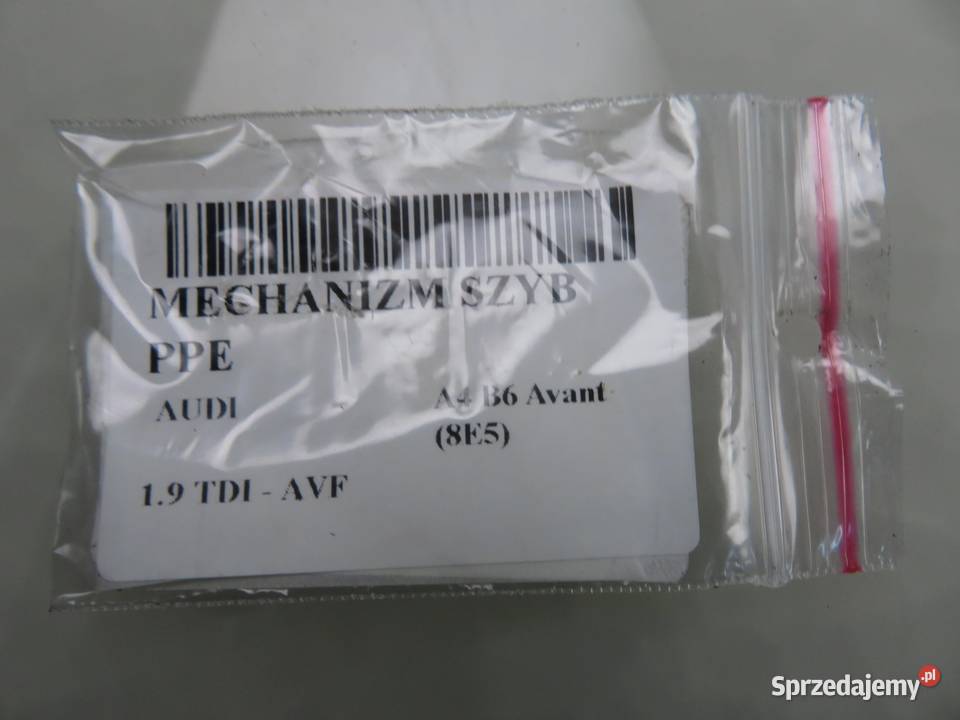 MECHANIZM SZYB
PPE
AUDI
A4 B6 Avant
(8E5)
1.9 TDI - AVF
Sprzedajemy.pl